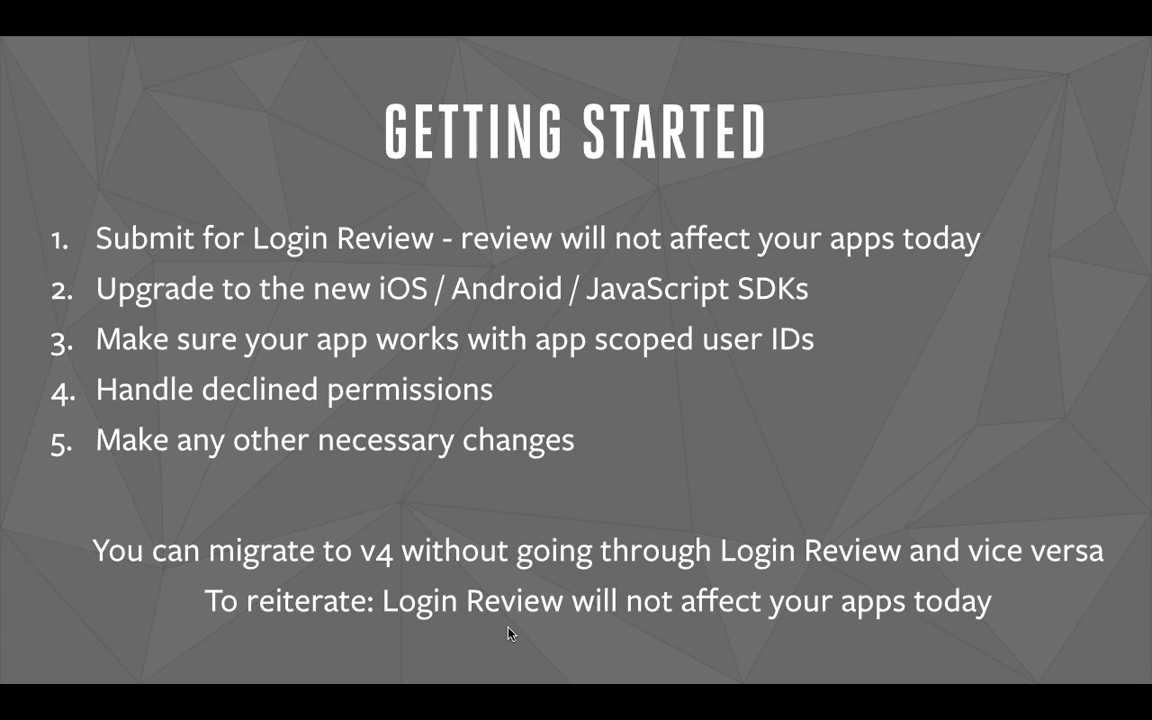 GETTING STARTED
1. Submit for Login Review - review will not affect your apps today
2. Upgrade to the new iOS / Android / JavaScript SDKs
3. Make sure your app works with app scoped user IDs
4. Handle declined permissions
5. Make any other necessary changes
You can migrate to v4 without going through Login Review and vice versa
To reiterate: Login Review will not affect your apps today